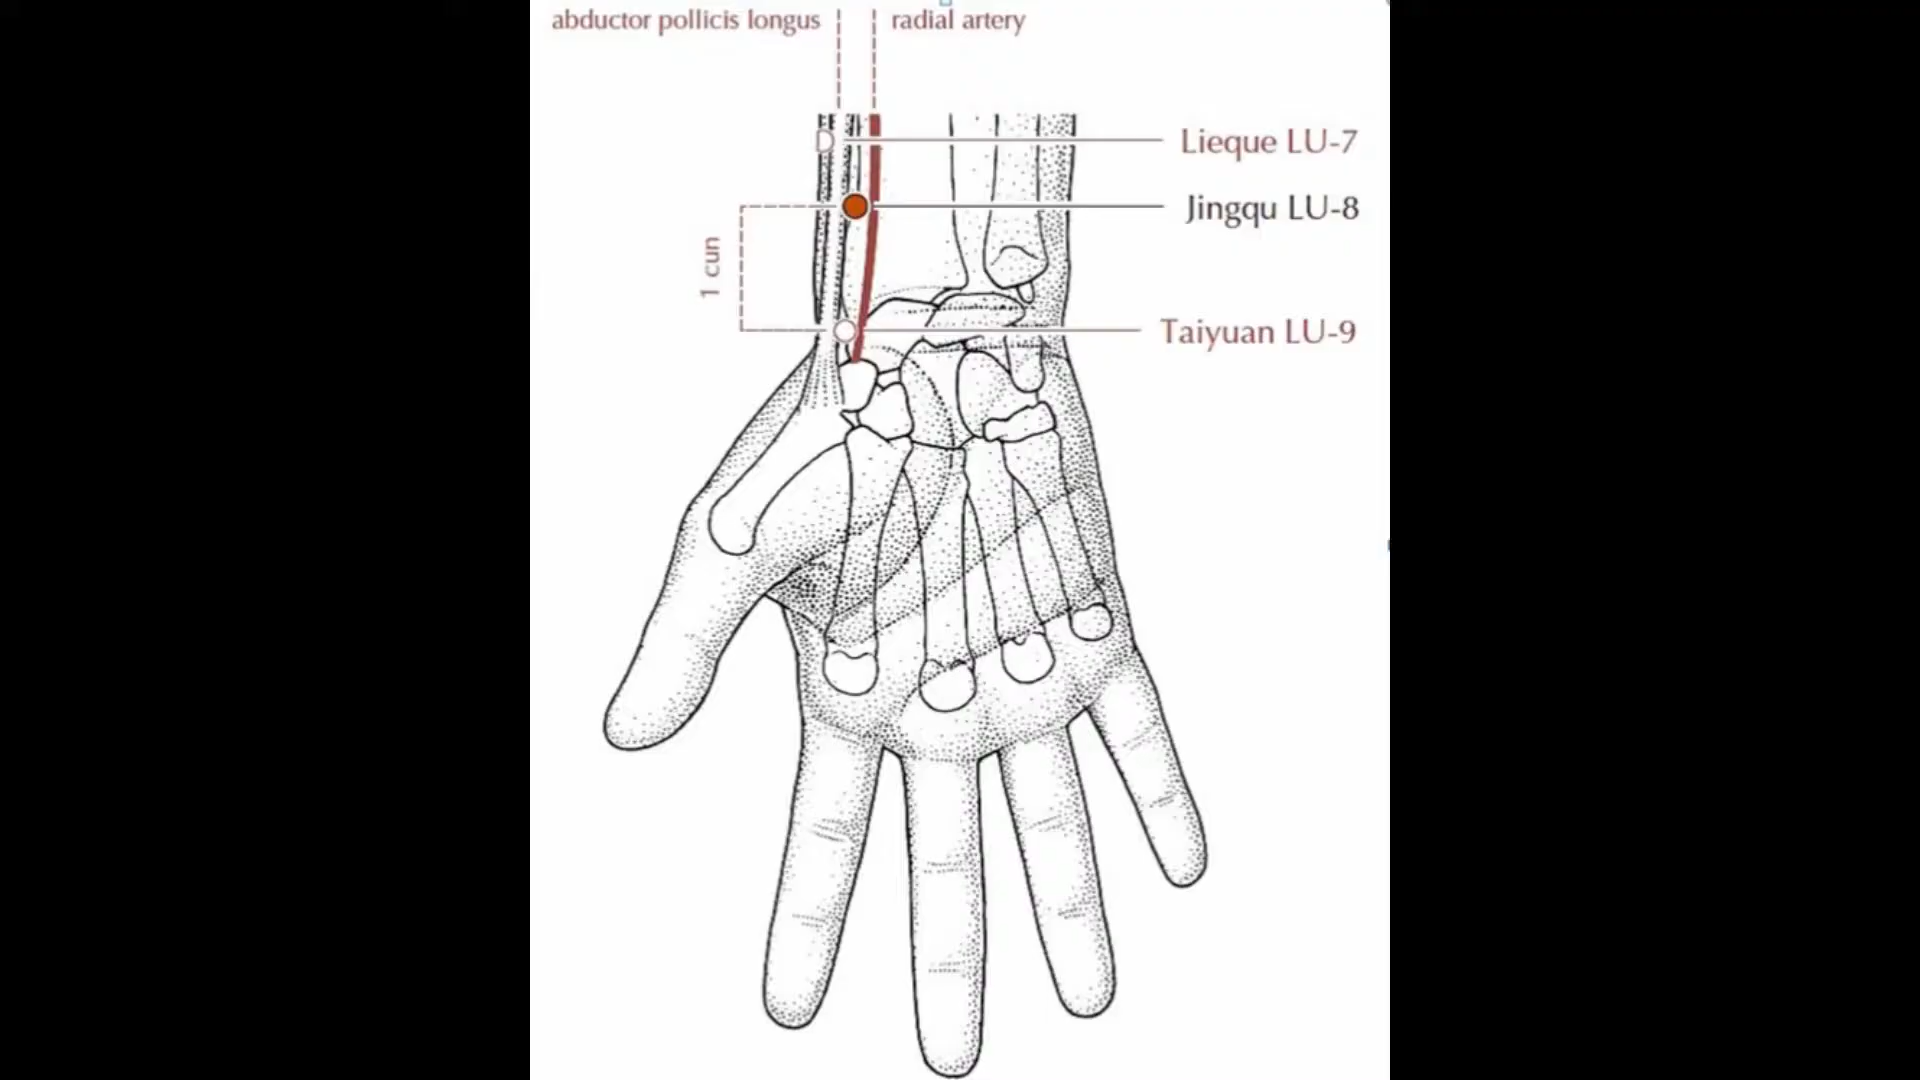 abductor pollicis longus
radial artery
Lieque LU-7
Jingqu LU-8
1 cun
Taiyuan LU-9